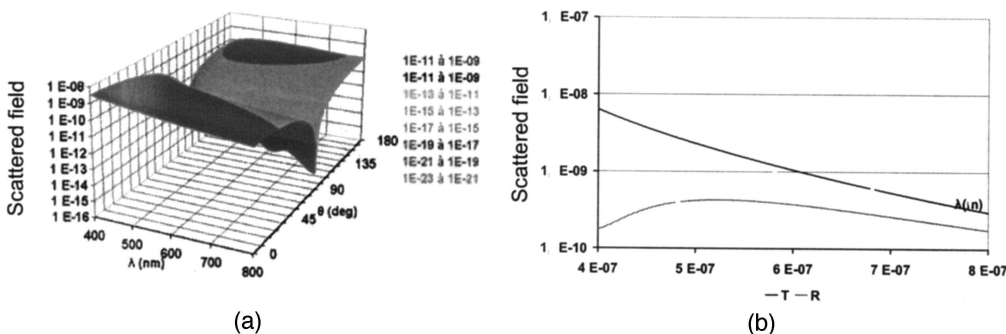 Scattered field
1 E-08
1 E-09
1 E-10
1 E-11
1 E-12
1 E-13
1 E-14
1 E-15
1 E-16
400
500
600
700
800
λ (nm)
0
45
90
135
180
θ (deg)
1E-11 à 1E-09
1E-11 à 1E-09
1E-13 à 1E-11
1E-15 à 1E-13
1E-17 à 1E-15
1E-19 à 1E-17
1E-21 à 1E-19
1E-23 à 1E-21
(a)
Scattered field
1, E-07
1, E-08
1, E-09
1, E-10
4 E-07
5 E-07
6 E-07
7 E-07
8 E-07
T R
(b)